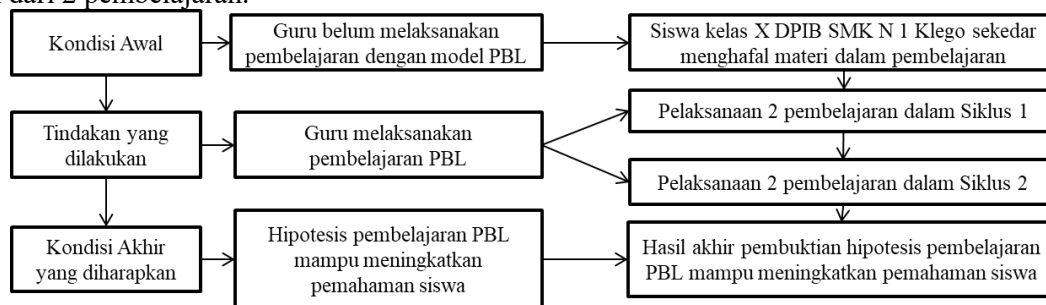 dari 2 pembelajaran.
Kondisi Awal
Guru belum melaksanakan
pembelajaran dengan model PBL
Siswa kelas X DPIB SMK N 1 Klego sekedar
menghafal materi dalam pembelajaran
Tindakan yang
dilakukan
Guru melaksanakan
pembelajaran PBL
Pelaksanaan 2 pembelajaran dalam Siklus 1
Pelaksanaan 2 pembelajaran dalam Siklus 2
Kondisi Akhir
yang diharapkan
Hipotesis pembelajaran PBL
mampu meningkatkan
pemahaman siswa
Hasil akhir pembuktian hipotesis pembelajaran
PBL mampu meningkatkan pemahaman siswa